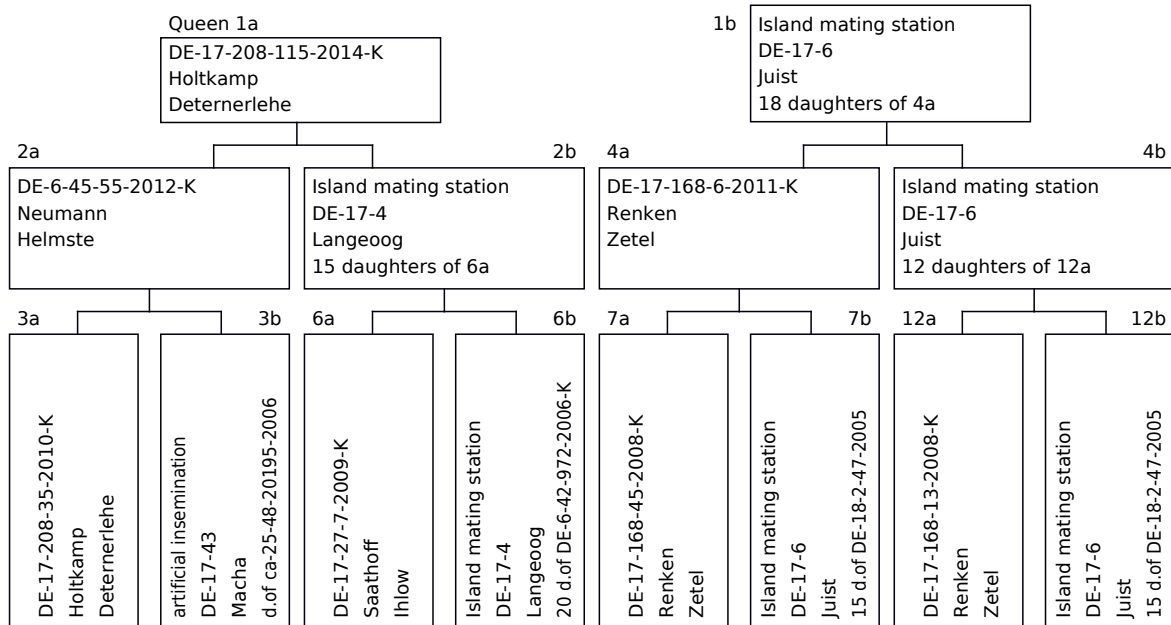 Queen 1a
DE-17-208-115-2014-K
Holtkamp
Deternerlehe
1b
Island mating station
DE-17-6
Juist
18 daughters of 4a
2a
DE-6-45-55-2012-K
Neumann
Helmste
2b
Island mating station
DE-17-4
Langeoog
15 daughters of 6a
4a
DE-17-168-6-2011-K
Renken
Zetel
4b
Island mating station
DE-17-6
Juist
12 daughters of 12a
3a
DE-17-208-35-2010-K
Holtkamp
Deternerlehe
3b
artificial insemination
DE-17-43
Macha
d.of ca-25-48-20195-2006
6a
DE-17-27-7-2009-K
Saathoff
Ihlow
6b
Island mating station
DE-17-4
Langeoog
20 d.of DE-6-42-972-2006-K
7a
DE-17-168-45-2008-K
Renken
Zetel
7b
Island mating station
DE-17-6
Juist
15 d.of DE-18-2-47-2005
12a
DE-17-168-13-2008-K
Renken
Zetel
12b
Island mating station
DE-17-6
Juist
15 d.of DE-18-2-47-2005